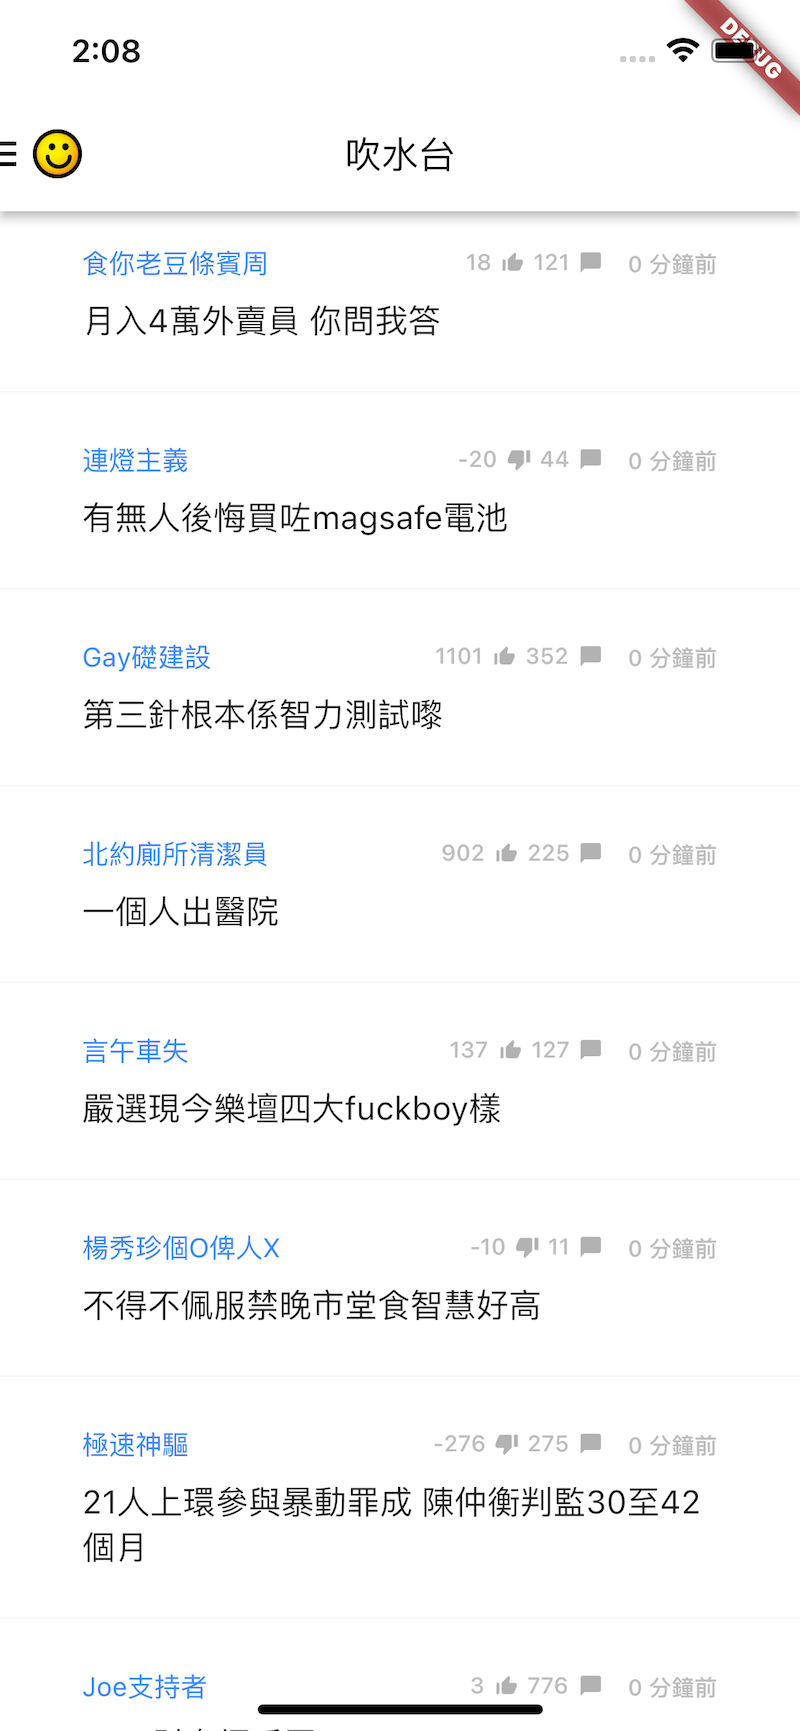 2:08
DEBUG
吹水台
食你老豆條賓周 18 121 0 分鐘前
月入4萬外賣員 你問我答
連燈主義 -20 44 0 分鐘前
有無人後悔買咗magsafe電池
Gay礎建設 1101 352 0 分鐘前
第三針根本係智力測試嚟
北約廁所清潔員 902 225 0 分鐘前
一個人出醫院
言午車失 137 127 0 分鐘前
嚴選現今樂壇四大fuckboy樣
楊秀珍個O俾人X -10 11 0 分鐘前
不得不佩服禁晚市堂食智慧好高
極速神驅 -276 275 0 分鐘前
21人上環參與暴動罪成 陳仲衡判監30至42
個月
Joe支持者 3 776 0 分鐘前